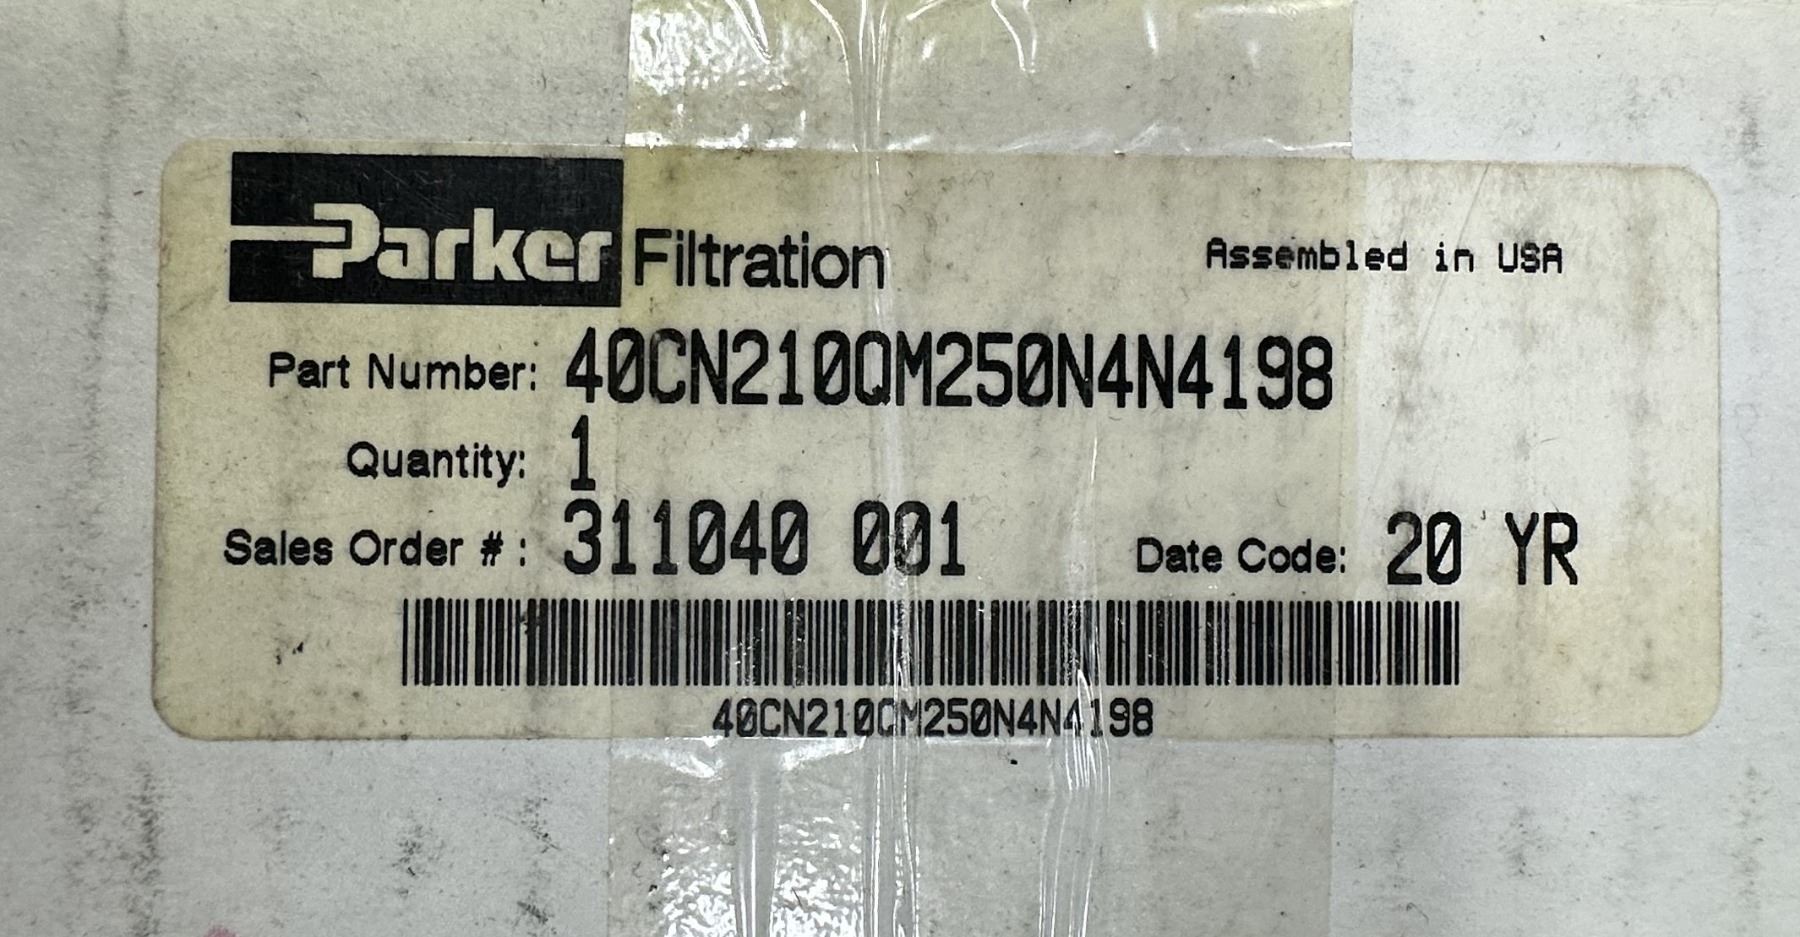 Parker Filtration
Assembled in USA
Part Number: 40CN210QM250N4N4198
Quantity: 1
Sales Order # : 311040 001
Date Code: 20 YR
40CN210QM250N4N4198